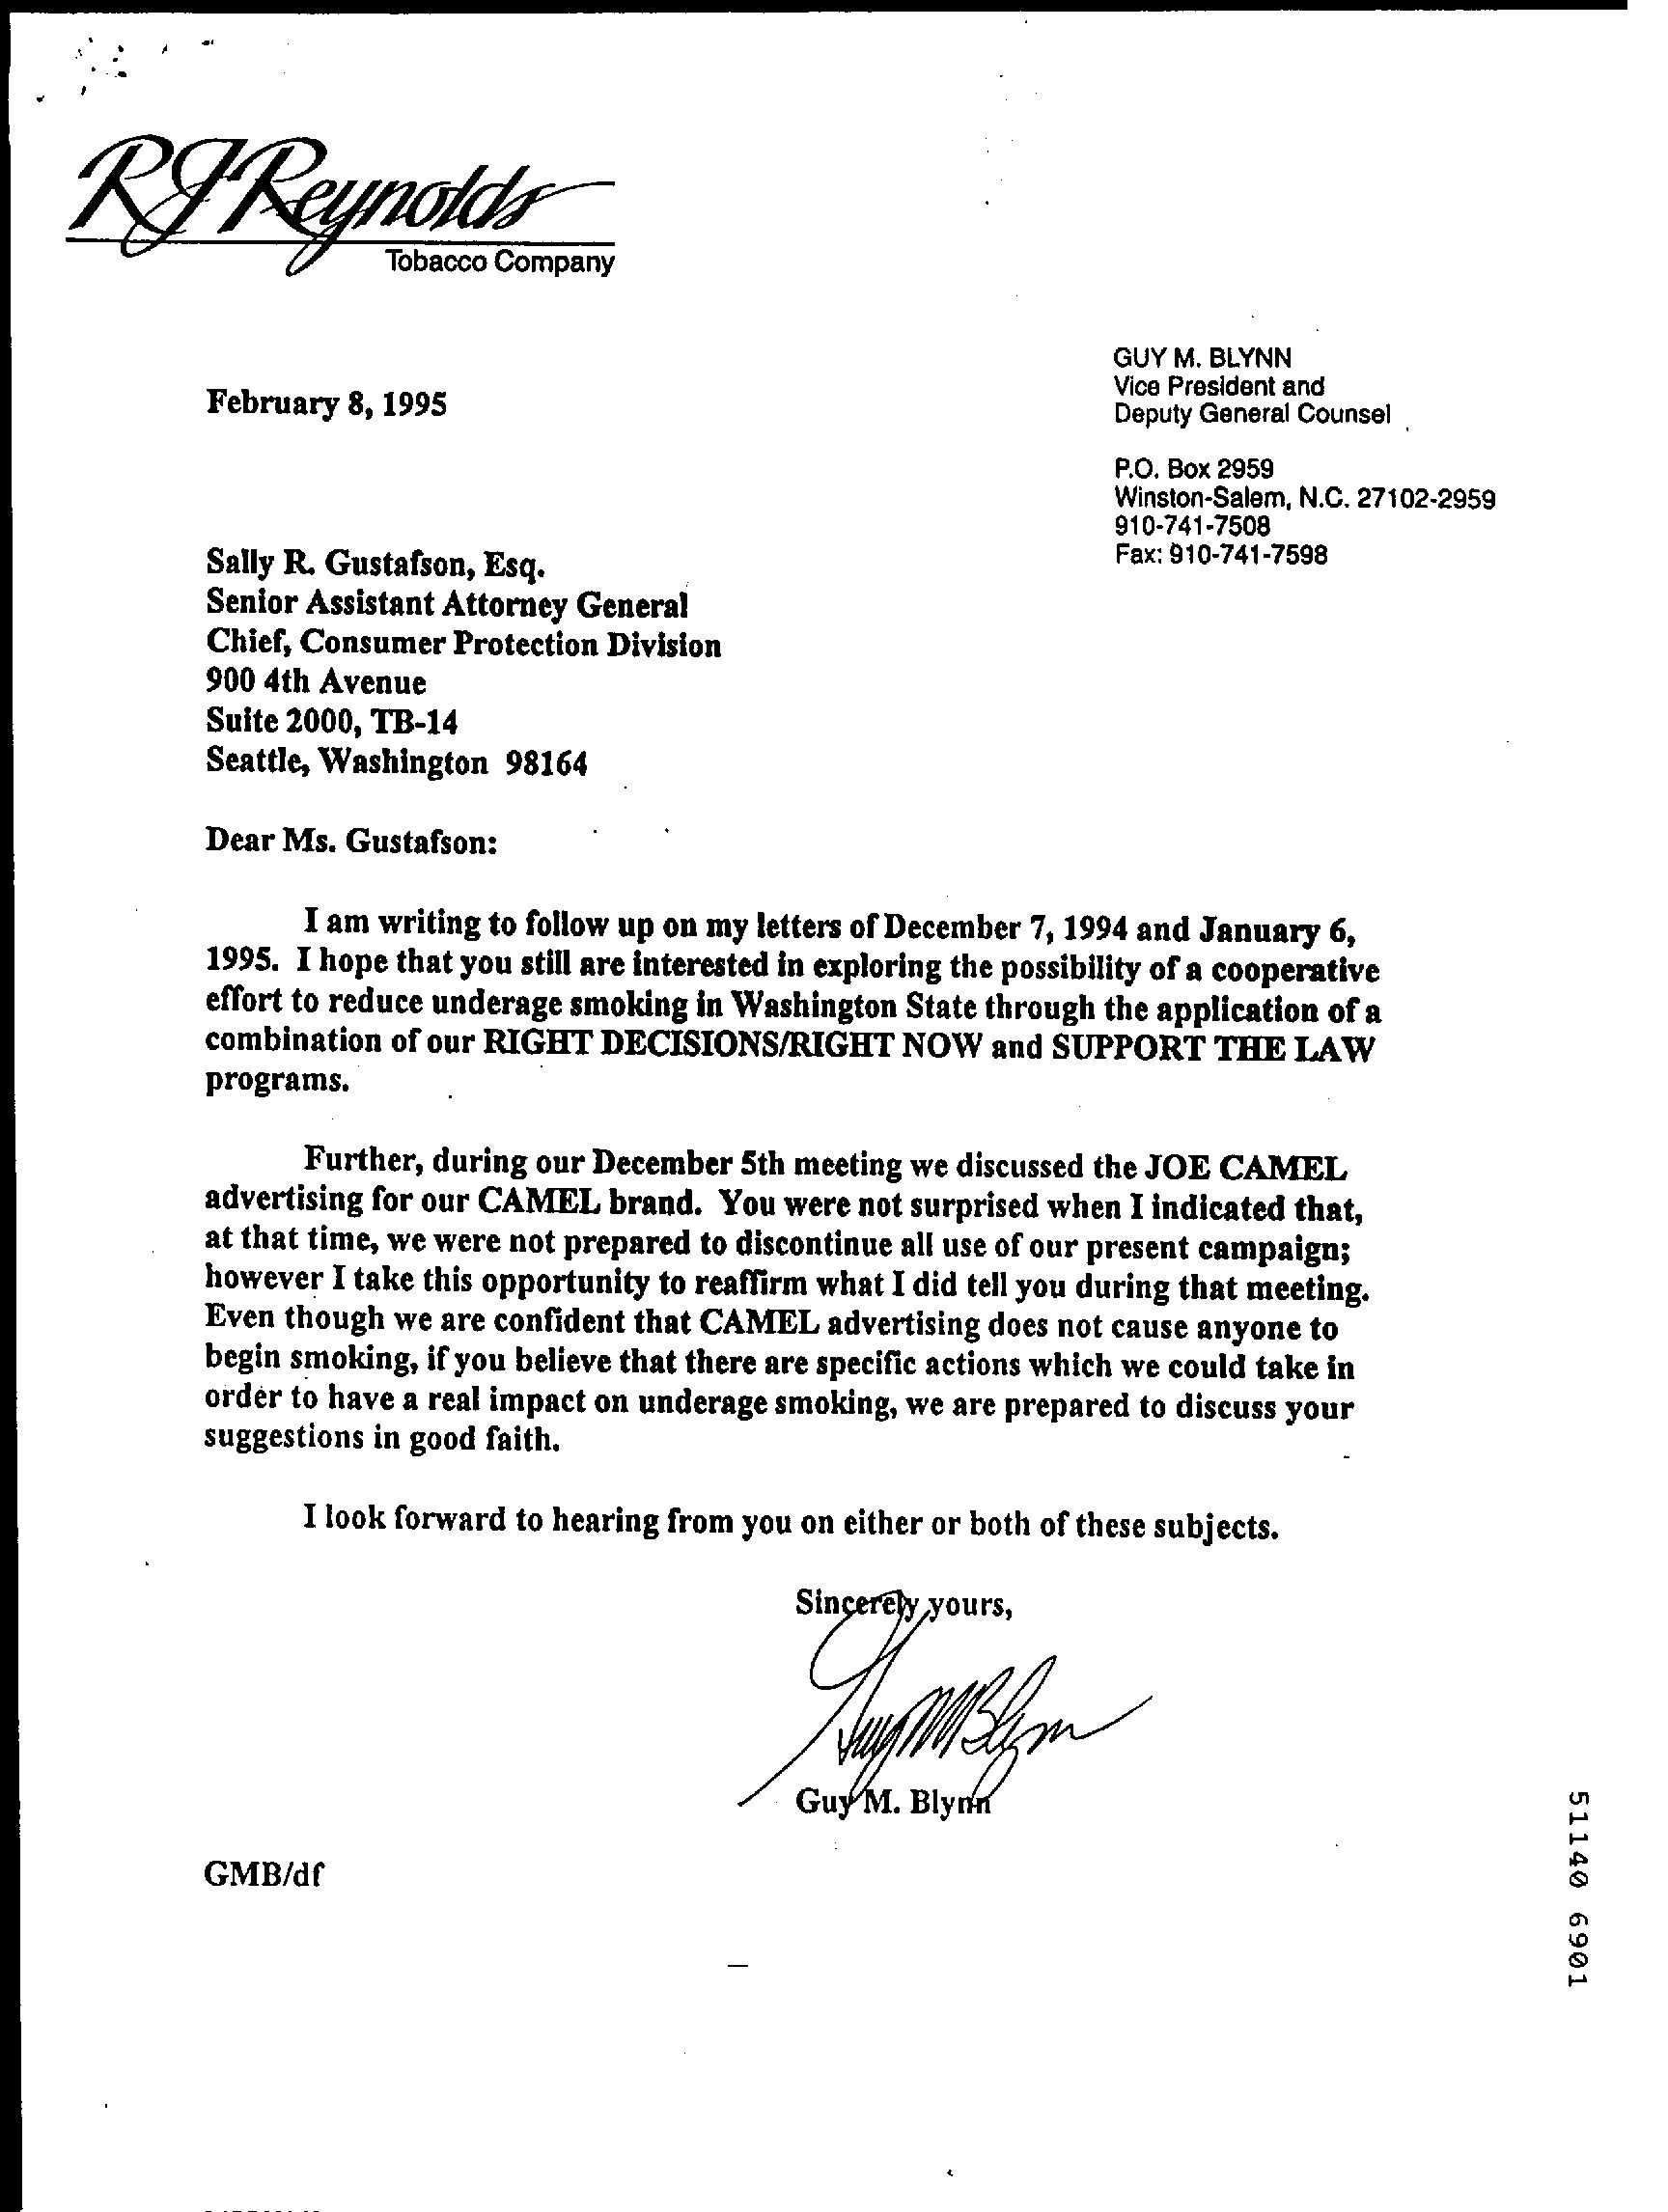 RJReynolds
Tobacco Company
GUY M. BLYNN
Vice President and
Deputy General Counsel
February 8, 1995
P.O. Box 2959
Winston-Salem, N.C. 27102-2959
910-741-7508
Fax: 910-741-7598
Sally R. Gustafson, Esq.
Senior Assistant Attorney General
Chief, Consumer Protection Division
900 4th Avenue
Suite 2000, TB-14
Seattle, Washington 98164
Dear Ms. Gustafson:
I am writing to follow up on my letters of December 7, 1994 and January 6,
1995. I hope that you still are interested in exploring the possibility of a cooperative
effort to reduce underage smoking in Washington State through the application of a
combination of our RIGHT DECISIONS/RIGHT NOW and SUPPORT THE LAW
programs.
Further, during our December 5th meeting we discussed the JOE CAMEL
advertising for our CAMEL brand. You were not surprised when I indicated that,
at that time, we were not prepared to discontinue all use of our present campaign;
however I take this opportunity to reaffirm what I did tell you during that meeting.
Even though we are confident that CAMEL advertising does not cause anyone to
begin smoking, if you believe that there are specific actions which we could take in
order to have a real impact on underage smoking, we are prepared to discuss your
suggestions in good faith.
I look forward to hearing from you on either or both of these subjects.
Sincerely yours,
Guy M Blynn
Guy M. Blynn
GMB/df
51140 6901